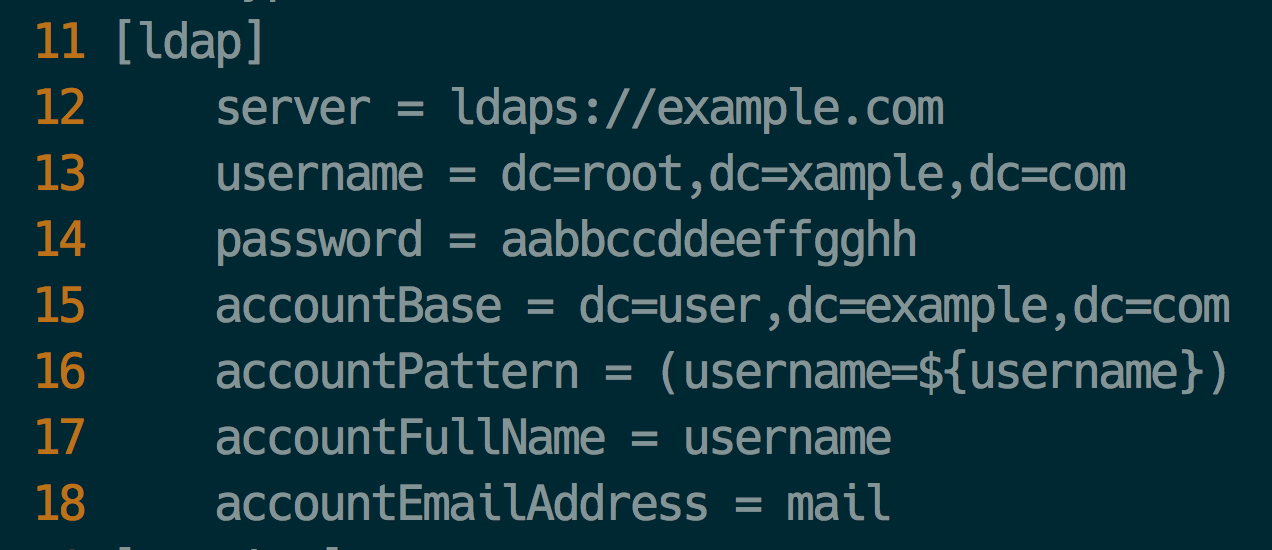 11 [ldap]
12     server = ldaps://example.com
13     username = dc=root,dc=xample,dc=com
14     password = aabbccddeeffgghh
15     accountBase = dc=user,dc=example,dc=com
16     accountPattern = (username=${username})
17     accountFullName = username
18     accountEmailAddress = mail